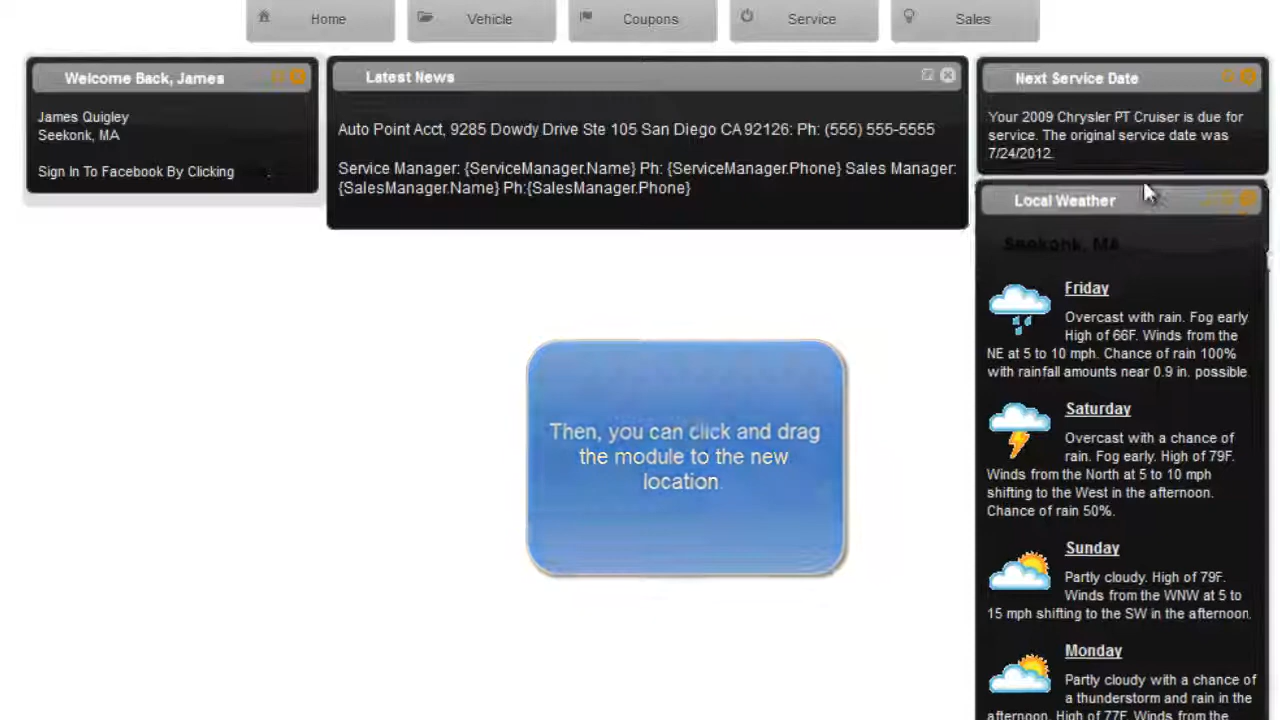 Home
Vehicle
Coupons
Service
Sales
Welcome Back, James
James Quigley
Seekonk, MA
Sign In To Facebook By Clicking
Latest News
Auto Point Acct, 9285 Dowdy Drive Ste 105 San Diego CA 92126: Ph: (555) 555-5555
Service Manager: {ServiceManager.Name} Ph: {ServiceManager.Phone} Sales Manager:
{SalesManager.Name} Ph:{SalesManager.Phone}
Next Service Date
Your 2009 Chrysler PT Cruiser is due for
service. The original service date was
7/24/2012.
Local Weather
Seekonk, MA
Friday
Overcast with rain. Fog early.
High of 66F. Winds from the
NE at 5 to 10 mph. Chance of rain 100%
with rainfall amounts near 0.9 in. possible.
Saturday
Overcast with a chance of
rain. Fog early. High of 79F.
Winds from the North at 5 to 10 mph
shifting to the West in the afternoon.
Chance of rain 50%.
Sunday
Partly cloudy. High of 79F.
Winds from the WNW at 5 to
15 mph shifting to the SW in the afternoon.
Monday
Partly cloudy with a chance of
a thunderstorm and rain in the
afternoon. High of 77F. Winds from the
Then, you can click and drag
the module to the new
location.